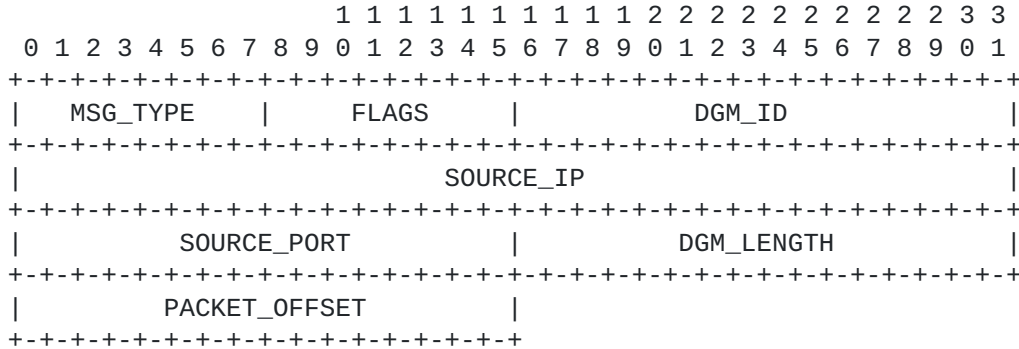 1 1 1 1 1 1 1 1 1 1 2 2 2 2 2 2 2 2 2 2 3 3
 0 1 2 3 4 5 6 7 8 9 0 1 2 3 4 5 6 7 8 9 0 1 2 3 4 5 6 7 8 9 0 1
+-+-+-+-+-+-+-+-+-+-+-+-+-+-+-+-+-+-+-+-+-+-+-+-+-+-+-+-+-+-+-+-+
|   MSG_TYPE    |     FLAGS     |           DGM_ID              |
+-+-+-+-+-+-+-+-+-+-+-+-+-+-+-+-+-+-+-+-+-+-+-+-+-+-+-+-+-+-+-+-+
|                           SOURCE_IP                           |
+-+-+-+-+-+-+-+-+-+-+-+-+-+-+-+-+-+-+-+-+-+-+-+-+-+-+-+-+-+-+-+-+
|          SOURCE_PORT          |          DGM_LENGTH           |
+-+-+-+-+-+-+-+-+-+-+-+-+-+-+-+-+-+-+-+-+-+-+-+-+-+-+-+-+-+-+-+-+
|         PACKET_OFFSET         |
+-+-+-+-+-+-+-+-+-+-+-+-+-+-+-+-+